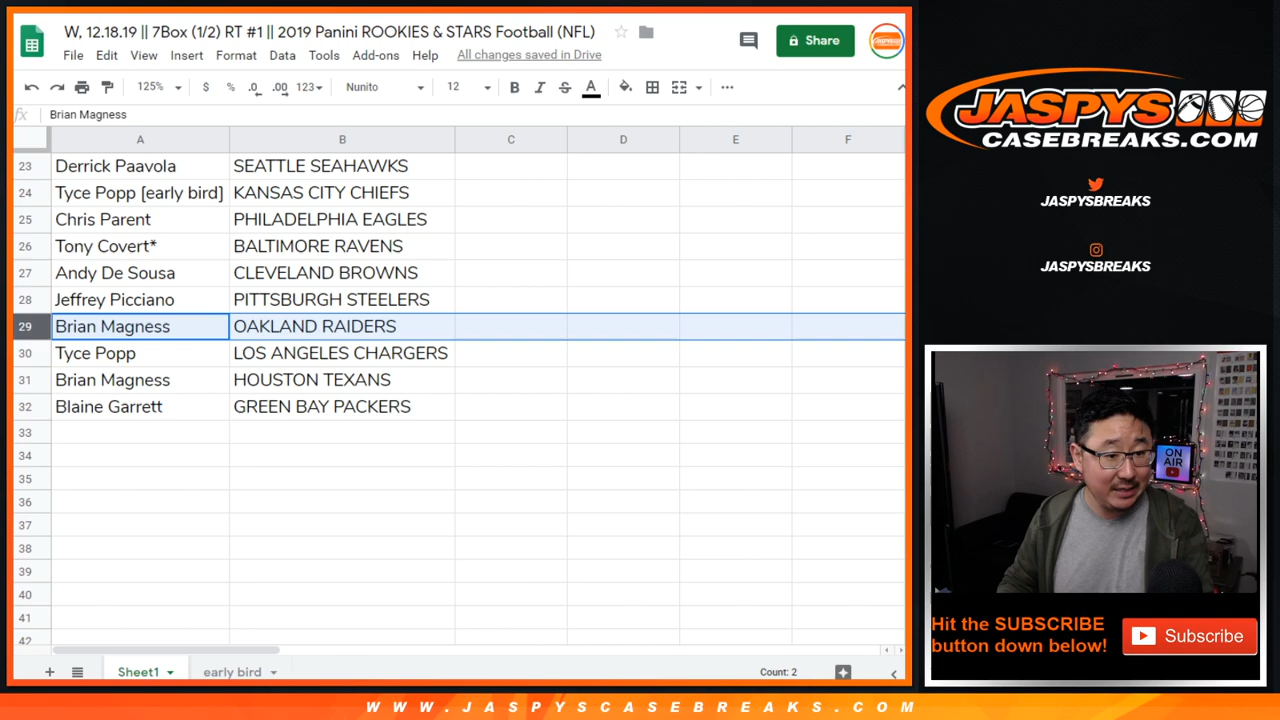 W, 12.18.19 || 7Box (1/2) RT #1 || 2019 Panini ROOKIES & STARS Football (NFL)
File Edit View Insert Format Data Tools Add-ons Help All changes saved in Drive
Share
125% $ % .0 .00 123 Nunito 12 B I S A
fx Brian Magness
A B C D E F
23 Derrick Paavola SEATTLE SEAHAWKS
24 Tyce Popp [early bird] KANSAS CITY CHIEFS
25 Chris Parent PHILADELPHIA EAGLES
26 Tony Covert* BALTIMORE RAVENS
27 Andy De Sousa CLEVELAND BROWNS
28 Jeffrey Picciano PITTSBURGH STEELERS
29 Brian Magness OAKLAND RAIDERS
30 Tyce Popp LOS ANGELES CHARGERS
31 Brian Magness HOUSTON TEXANS
32 Blaine Garrett GREEN BAY PACKERS
33
34
35
36
37
38
39
40
41
42
Sheet1 early bird Count: 2
JASPYS
CASEBREAKS.COM
JASPYSBREAKS
JASPYSBREAKS
ON
AIR
Hit the SUBSCRIBE
button down below!
Subscribe
WWW.JASPYSCASEBREAKS.COM